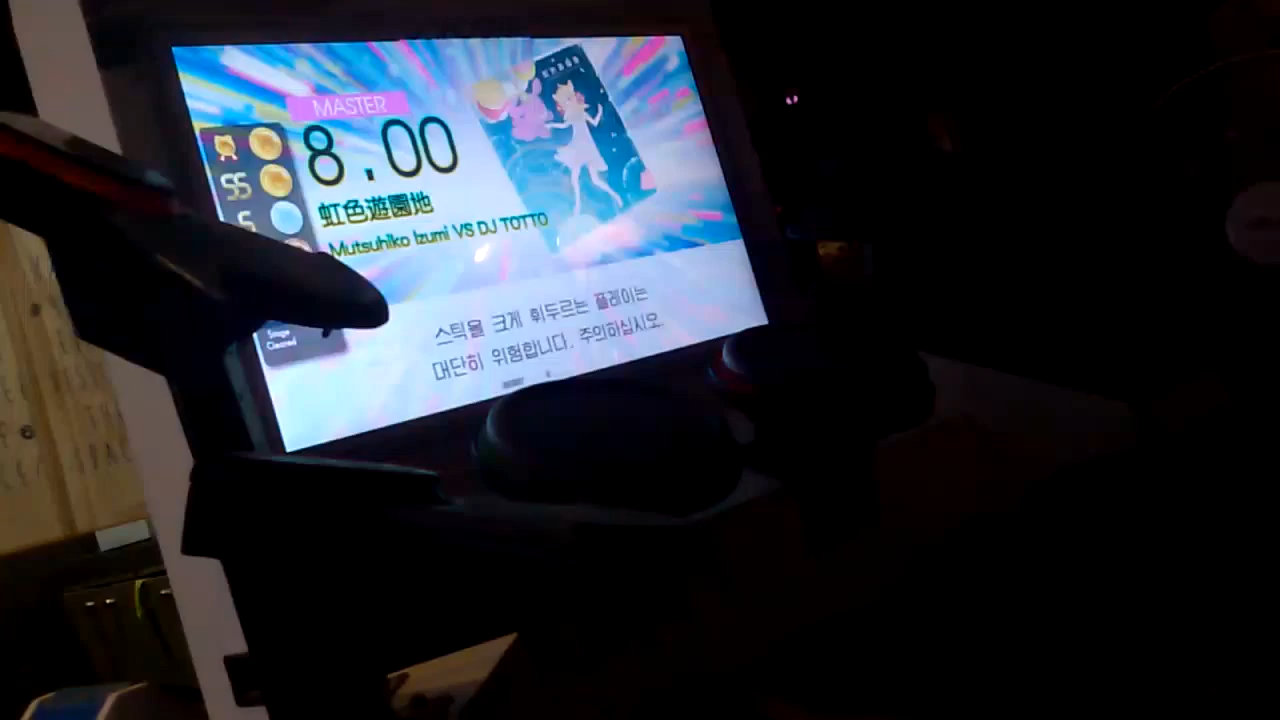 MASTER
8.00
SS
S
虹色遊園地
Mutsuhiko Izumi VS DJ TOTTO
Stage
Cleared
스틱을 크게 휘두르는 플레이는
대단히 위험합니다. 주의하십시오.